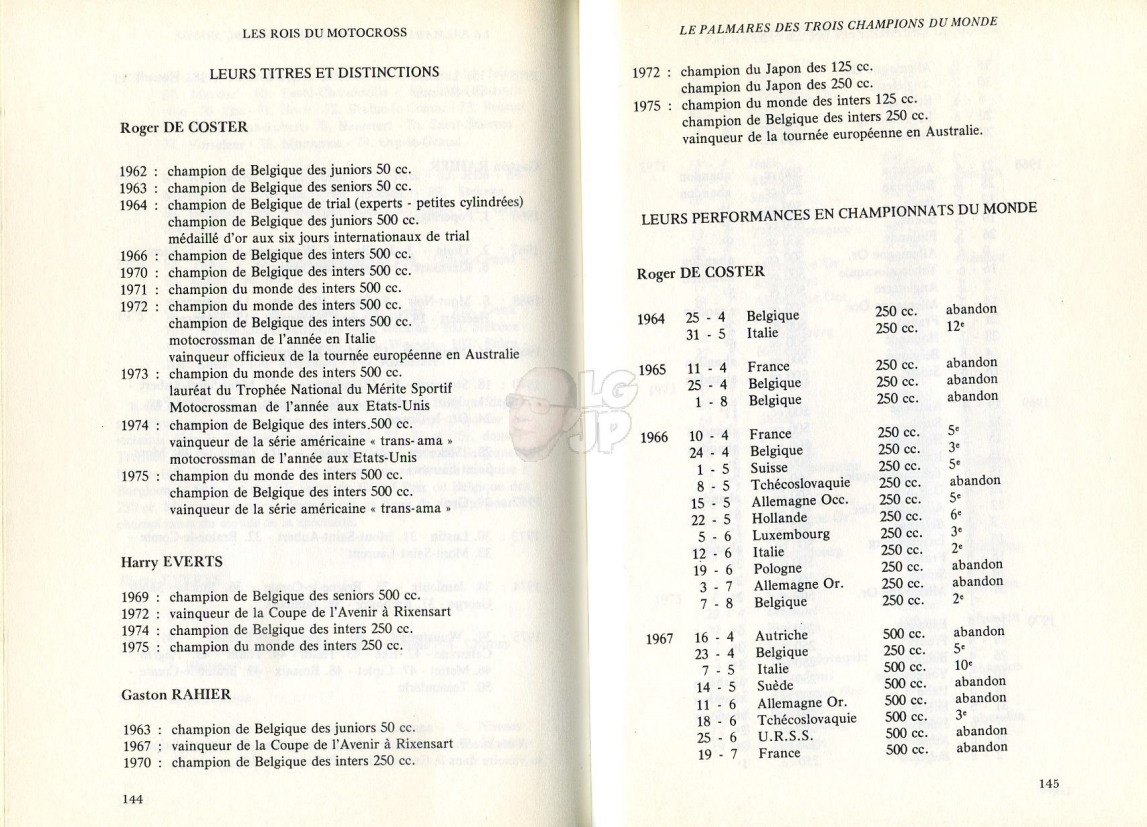 LES ROIS DU MOTOCROSS
LEURS TITRES ET DISTINCTIONS
Roger DE COSTER
1962 : champion de Belgique des juniors 50 cc.
1963 : champion de Belgique des seniors 50 cc.
1964 : champion de Belgique de trial (experts - petites cylindrées)
champion de Belgique des juniors 500 cc.
médaillé d'or aux six jours internationaux de trial
1966 : champion de Belgique des inters 500 cc.
1970 : champion de Belgique des inters 500 cc.
1971 : champion du monde des inters 500 cc.
1972 : champion du monde des inters 500 cc.
champion de Belgique des inters 500 cc.
motocrossman de l'année en Italie
vainqueur officieux de la tournée européenne en Australie
1973 : champion du monde des inters 500 cc.
lauréat du Trophée National du Mérite Sportif
Motocrossman de l'année aux Etats-Unis
1974 : champion de Belgique des inters.500 cc.
vainqueur de la série américaine « trans-ama »
motocrossman de l'année aux Etats-Unis
1975 : champion du monde des inters 500 cc.
champion de Belgique des inters 500 cc.
vainqueur de la série américaine « trans-ama »
Harry EVERTS
1969 : champion de Belgique des seniors 500 cc.
1972 : vainqueur de la Coupe de l'Avenir à Rixensart
1974 : champion de Belgique des inters 250 cc.
1975 : champion du monde des inters 250 cc.
Gaston RAHIER
1963 : champion de Belgique des juniors 50 cc.
1967 : vainqueur de la Coupe de l'Avenir à Rixensart
1970 : champion de Belgique des inters 250 cc.
144
LE PALMARES DES TROIS CHAMPIONS DU MONDE
1972 : champion du Japon des 125 cc.
champion du Japon des 250 cc.
1975 : champion du monde des inters 125 cc.
champion de Belgique des inters 250 cc.
vainqueur de la tournée européenne en Australie.
LEURS PERFORMANCES EN CHAMPIONNATS DU MONDE
Roger DE COSTER
1964 25 - 4 Belgique 250 cc. abandon
31 - 5 Italie 250 cc. 12e
1965 11 - 4 France 250 cc. abandon
25 - 4 Belgique 250 cc. abandon
1 - 8 Belgique 250 cc. abandon
1966 10 - 4 France 250 cc. 5e
24 - 4 Belgique 250 cc. 3e
1 - 5 Suisse 250 cc. 5e
8 - 5 Tchécoslovaquie 250 cc. abandon
15 - 5 Allemagne Occ. 250 cc. 5e
22 - 5 Hollande 250 cc. 6e
5 - 6 Luxembourg 250 cc. 3e
12 - 6 Italie 250 cc. 2e
19 - 6 Pologne 250 cc. abandon
3 - 7 Allemagne Or. 250 cc. abandon
7 - 8 Belgique 250 cc. 2e
1967 16 - 4 Autriche 500 cc. abandon
23 - 4 Belgique 250 cc. 5e
7 - 5 Italie 500 cc. 10e
14 - 5 Suède 500 cc. abandon
11 - 6 Allemagne Or. 500 cc. abandon
18 - 6 Tchécoslovaquie 500 cc. 3e
25 - 6 U.R.S.S. 500 cc. abandon
19 - 7 France 500 cc. abandon
145
LG
JP